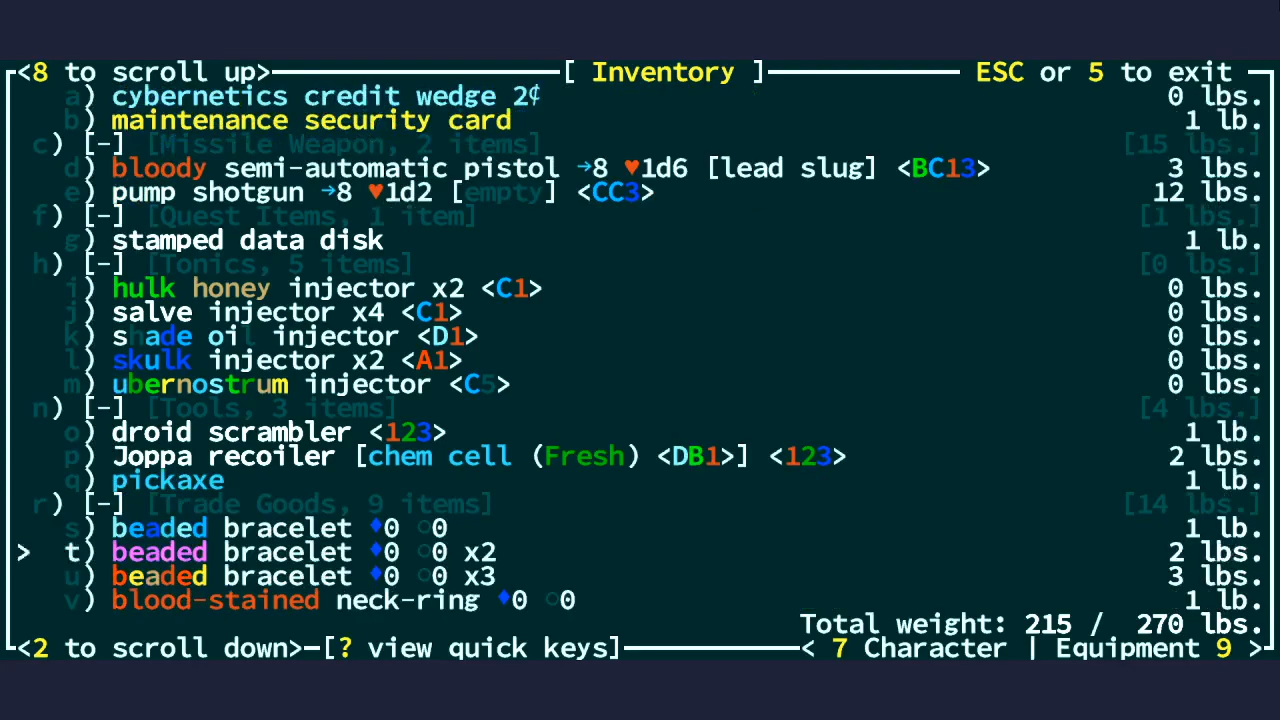 <8 to scroll up> [ Inventory ] ESC or 5 to exit
a) cybernetics credit wedge 2¢ 0 lbs.
b) maintenance security card 1 lb.
c) [-] [Missile Weapon, 2 items] [15 lbs.]
d) bloody semi-automatic pistol →8 ♥1d6 [lead slug] <BC13> 3 lbs.
e) pump shotgun →8 ♥1d2 [empty] <CC3> 12 lbs.
f) [-] [Quest Items, 1 item] [1 lbs.]
g) stamped data disk 1 lb.
h) [-] [Tonics, 5 items] [0 lbs.]
i) hulk honey injector x2 <C1> 0 lbs.
j) salve injector x4 <C1> 0 lbs.
k) shade oil injector <D1> 0 lbs.
l) skulk injector x2 <A1> 0 lbs.
m) ubernostrum injector <C5> 0 lbs.
n) [-] [Tools, 3 items] [4 lbs.]
o) droid scrambler <123> 1 lb.
p) Joppa recoiler [chem cell (Fresh) <DB1>] <123> 2 lbs.
q) pickaxe 1 lb.
r) [-] [Trade Goods, 9 items] [14 lbs.]
s) beaded bracelet ♦0 ○0 1 lb.
> t) beaded bracelet ♦0 ○0 x2 2 lbs.
u) beaded bracelet ♦0 ○0 x3 3 lbs.
v) blood-stained neck-ring ♦0 ○0 1 lb.
Total weight: 215 / 270 lbs.
<2 to scroll down> [? view quick keys] < 7 Character | Equipment 9 >